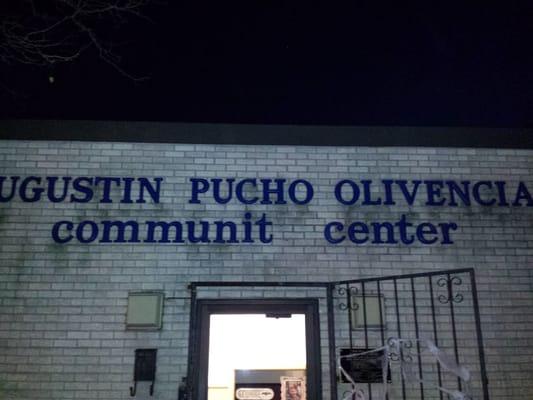 UGUSTIN PUCHO OLIVENCIA
communit center